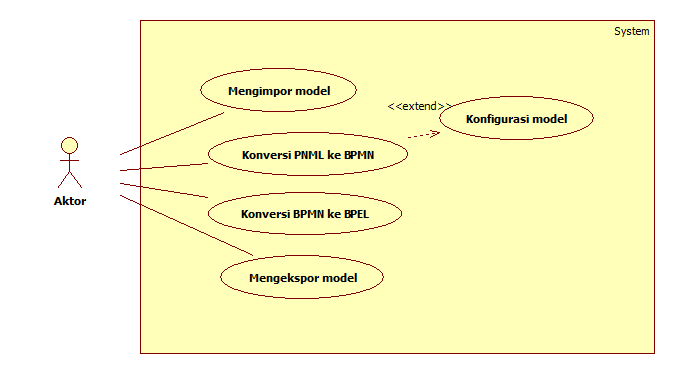 System
Mengimpor model
<<extend>>
Konfigurasi model
Konversi PNML ke BPMN
Aktor
Konversi BPMN ke BPEL
Mengekspor model